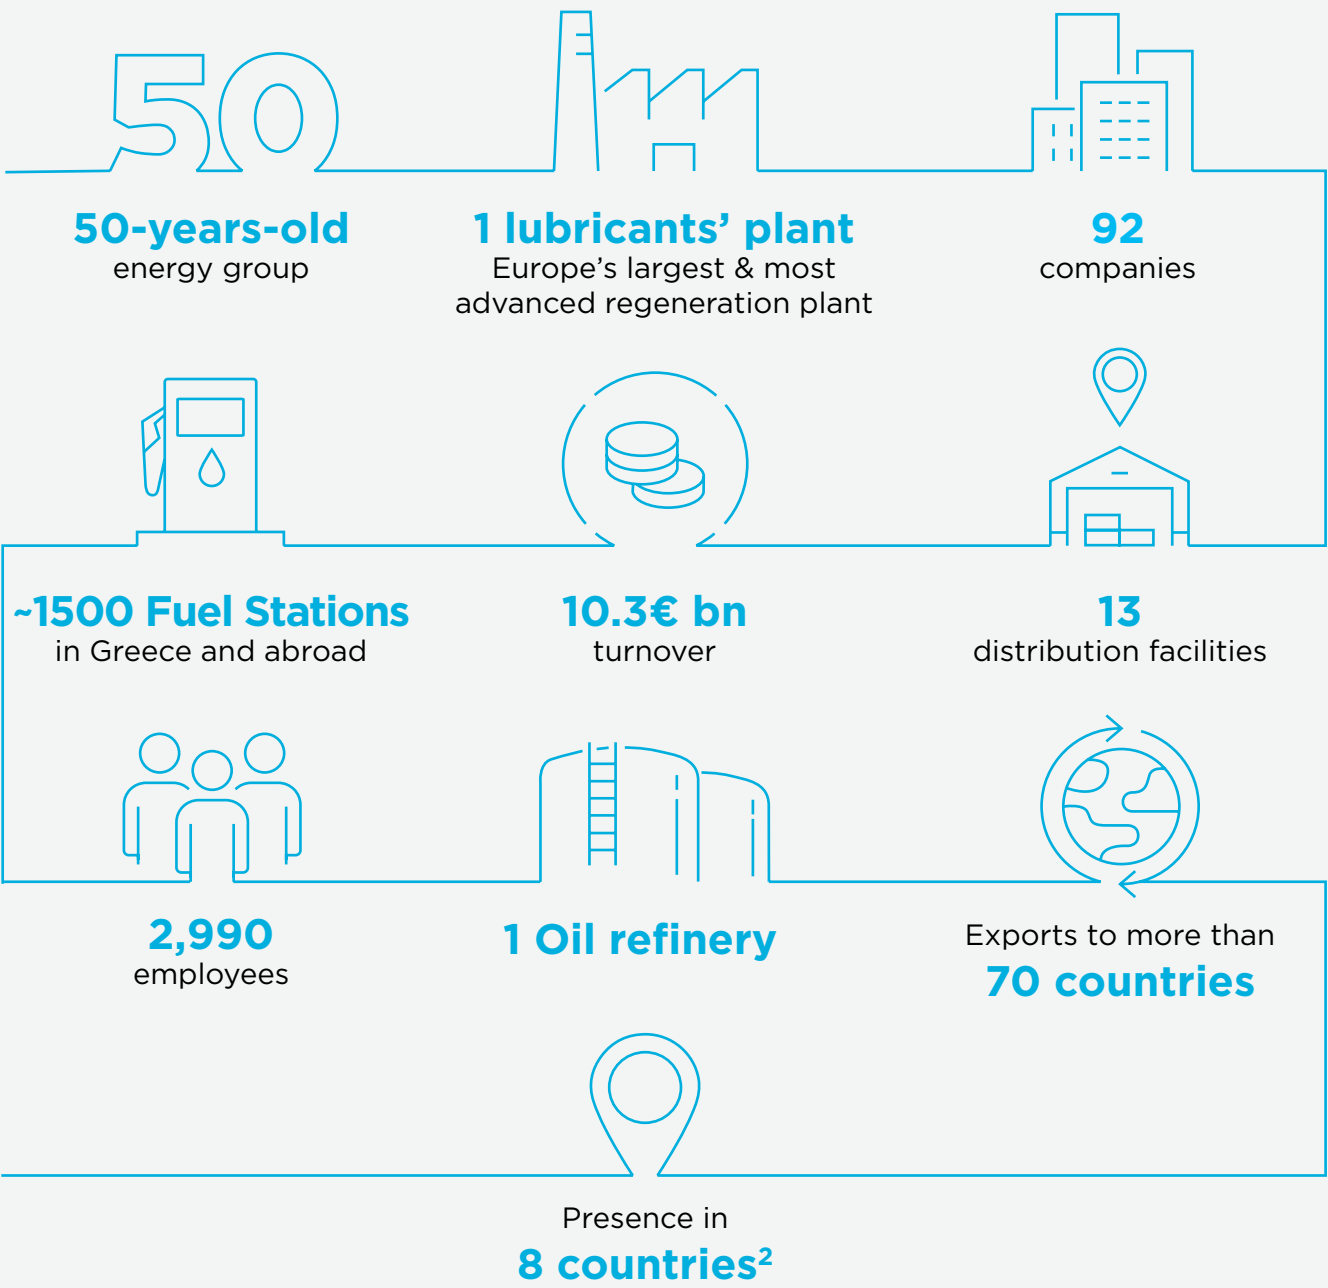 50
50-years-old
energy group
1 lubricants’ plant
Europe’s largest & most
advanced regeneration plant
92
companies
~1500 Fuel Stations
in Greece and abroad
10.3€ bn
turnover
13
distribution facilities
2,990
employees
1 Oil refinery
Exports to more than
70 countries
Presence in
8 countries²